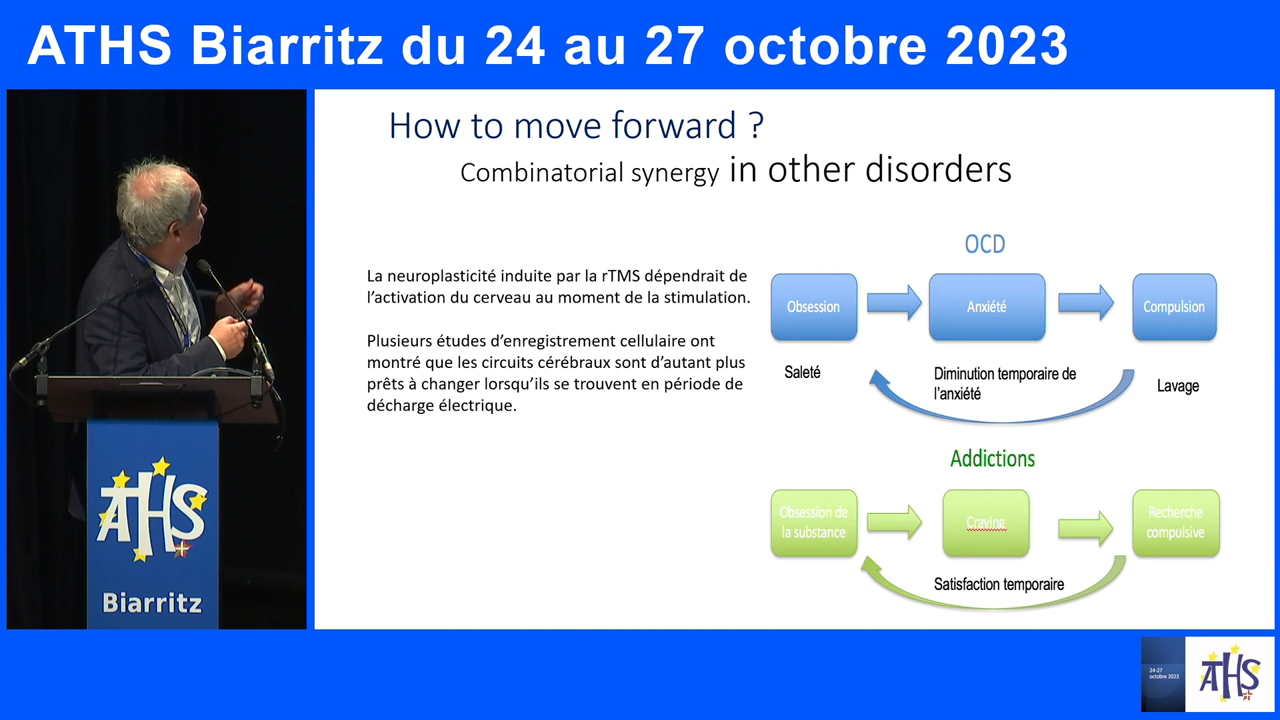 ATHS Biarritz du 24 au 27 octobre 2023
How to move forward ?
Combinatorial synergy in other disorders
La neuroplasticité induite par la rTMS dépendrait de
l'activation du cerveau au moment de la stimulation.
Plusieurs études d'enregistrement cellulaire ont
montré que les circuits cérébraux sont d'autant plus
prêts à changer lorsqu'ils se trouvent en période de
décharge électrique.
OCD
Obsession
Anxiété
Compulsion
Saleté
Diminution temporaire de
l'anxiété
Lavage
Addictions
Obsession de
la substance
Craving
Recherche
compulsive
Satisfaction temporaire
ATHS
Biarritz
24-27
octobre 2023
ATHS